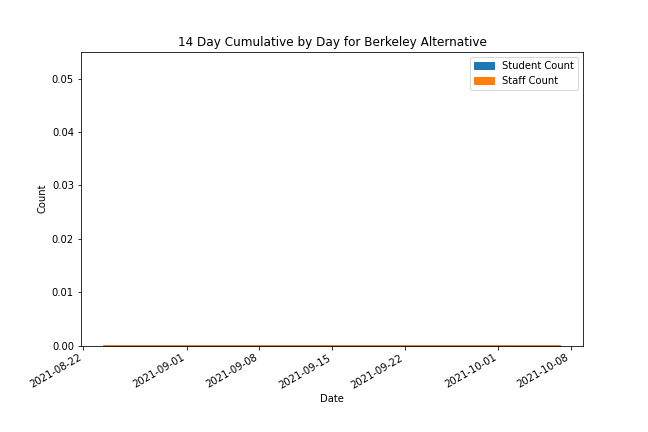 14 Day Cumulative by Day for Berkeley Alternative
Student Count
Staff Count
0.05
0.04
0.03
0.02
0.01
0.00
Count
2021-08-22
2021-09-01
2021-09-08
2021-09-15
2021-09-22
2021-10-01
2021-10-08
Date